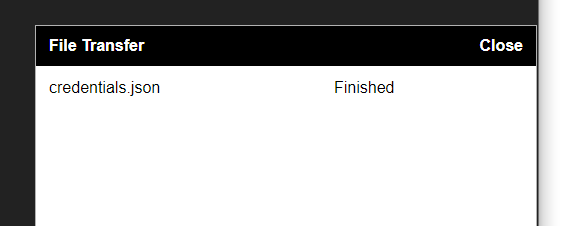 File Transfer Close
credentials.json Finished